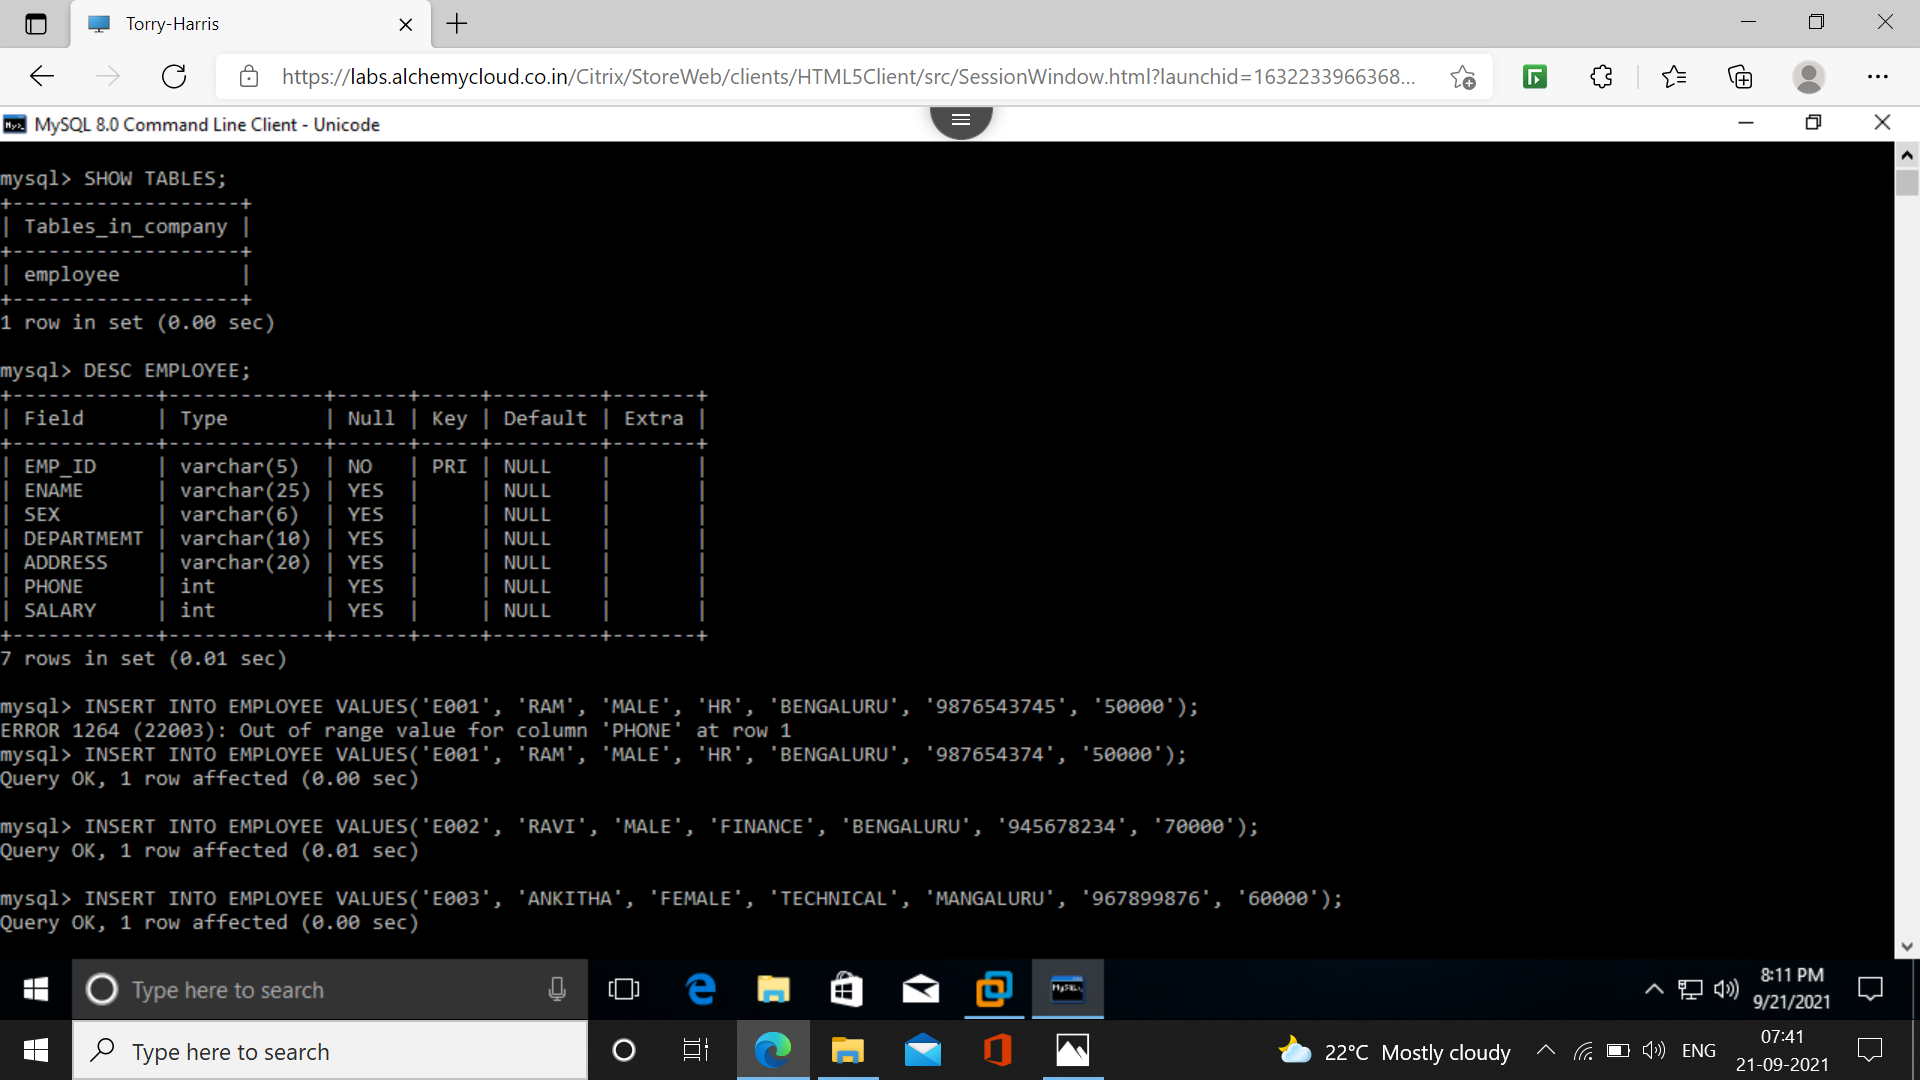 Torry-Harris
https://labs.alchemycloud.co.in/Citrix/StoreWeb/clients/HTML5Client/src/SessionWindow.html?launchid=1632233966368...
MySQL 8.0 Command Line Client - Unicode
mysql> SHOW TABLES;
+-------------------+
| Tables_in_company |
+-------------------+
| employee          |
+-------------------+
1 row in set (0.00 sec)
mysql> DESC EMPLOYEE;
+------------+-------------+------+-----+---------+-------+
| Field      | Type        | Null | Key | Default | Extra |
+------------+-------------+------+-----+---------+-------+
| EMP_ID     | varchar(5)  | NO   | PRI | NULL    |       |
| ENAME      | varchar(25) | YES  |     | NULL    |       |
| SEX        | varchar(6)  | YES  |     | NULL    |       |
| DEPARTMEMT | varchar(10) | YES  |     | NULL    |       |
| ADDRESS    | varchar(20) | YES  |     | NULL    |       |
| PHONE      | int         | YES  |     | NULL    |       |
| SALARY     | int         | YES  |     | NULL    |       |
+------------+-------------+------+-----+---------+-------+
7 rows in set (0.01 sec)
mysql> INSERT INTO EMPLOYEE VALUES('E001', 'RAM', 'MALE', 'HR', 'BENGALURU', '9876543745', '50000');
ERROR 1264 (22003): Out of range value for column 'PHONE' at row 1
mysql> INSERT INTO EMPLOYEE VALUES('E001', 'RAM', 'MALE', 'HR', 'BENGALURU', '987654374', '50000');
Query OK, 1 row affected (0.00 sec)
mysql> INSERT INTO EMPLOYEE VALUES('E002', 'RAVI', 'MALE', 'FINANCE', 'BENGALURU', '945678234', '70000');
Query OK, 1 row affected (0.01 sec)
mysql> INSERT INTO EMPLOYEE VALUES('E003', 'ANKITHA', 'FEMALE', 'TECHNICAL', 'MANGALURU', '967899876', '60000');
Query OK, 1 row affected (0.00 sec)
Type here to search
8:11 PM
9/21/2021
Type here to search
22°C Mostly cloudy
ENG
07:41
21-09-2021